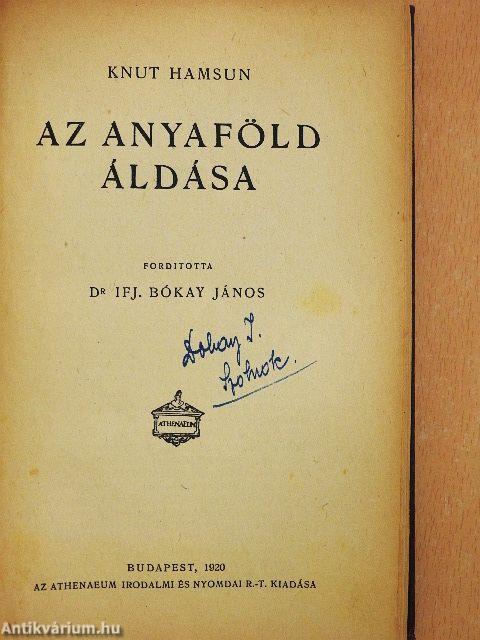 KNUT HAMSUN
AZ ANYAFÖLD
ÁLDÁSA
FORDITOTTA
DR IFJ. BÓKAY JÁNOS
Dohay I.
Szolnok.
ATHENAEUM
BUDAPEST, 1920
AZ ATHENAEUM IRODALMI ÉS NYOMDAI R.-T. KIADÁSA
Antikvárium.hu